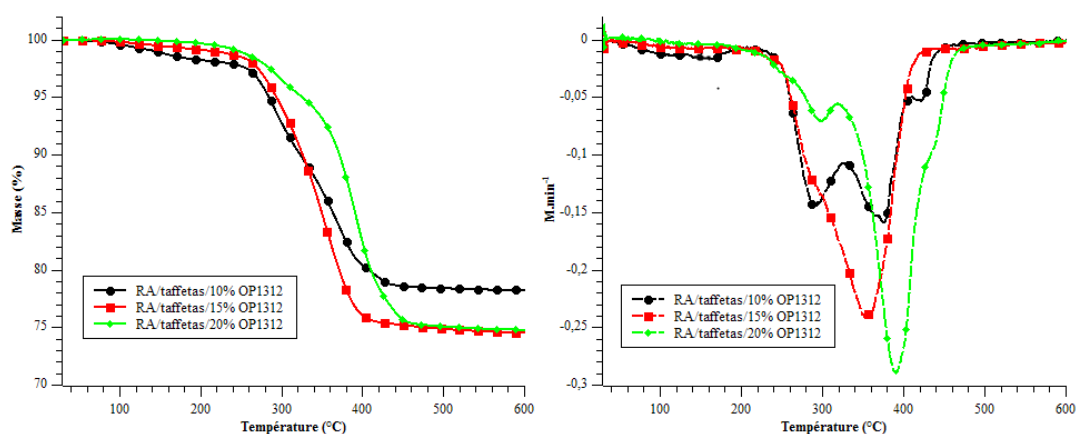 100
95
90
85
80
75
70
Masse (%)
RA/taffetas/10% OP1312
RA/taffetas/15% OP1312
RA/taffetas/20% OP1312
100 200 300 400 500 600
Température (°C)
0
-0,05
-0,1
-0,15
-0,2
-0,25
-0,3
M.min⁻¹
RA/taffetas/10% OP1312
RA/taffetas/15% OP1312
RA/taffetas/20% OP1312
100 200 300 400 500 600
Température (°C)